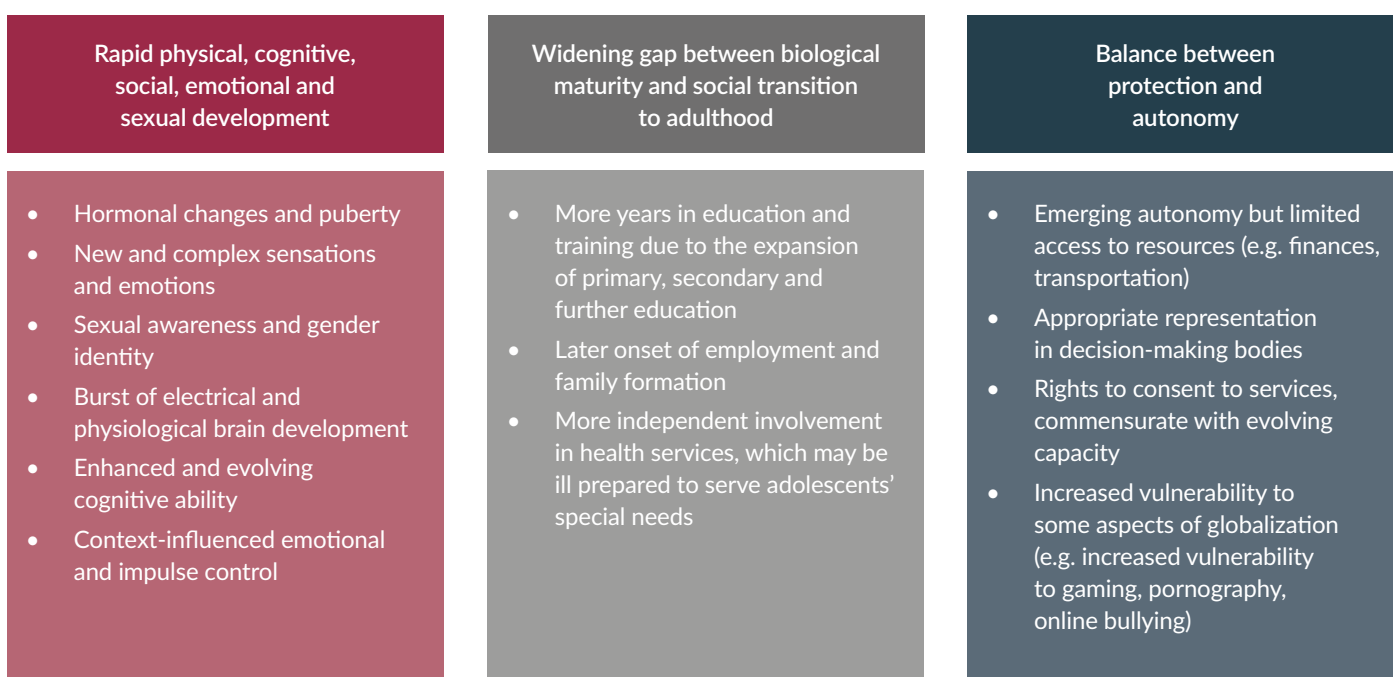 Rapid physical, cognitive,
social, emotional and
sexual development
• Hormonal changes and puberty
• New and complex sensations
and emotions
• Sexual awareness and gender
identity
• Burst of electrical and
physiological brain development
• Enhanced and evolving
cognitive ability
• Context-influenced emotional
and impulse control
Widening gap between biological
maturity and social transition
to adulthood
• More years in education and
training due to the expansion
of primary, secondary and
further education
• Later onset of employment and
family formation
• More independent involvement
in health services, which may be
ill prepared to serve adolescents’
special needs
Balance between
protection and
autonomy
• Emerging autonomy but limited
access to resources (e.g. finances,
transportation)
• Appropriate representation
in decision-making bodies
• Rights to consent to services,
commensurate with evolving
capacity
• Increased vulnerability to
some aspects of globalization
(e.g. increased vulnerability
to gaming, pornography,
online bullying)